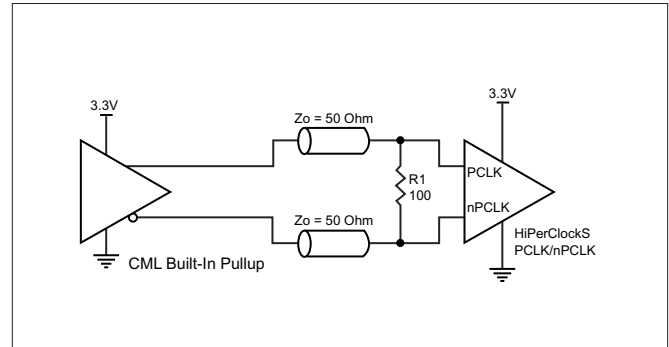 3.3V
3.3V
Zo = 50 Ohm
PCLK
R1
100
nPCLK
Zo = 50 Ohm
HiPerClockS
PCLK/nPCLK
CML Built-In Pullup